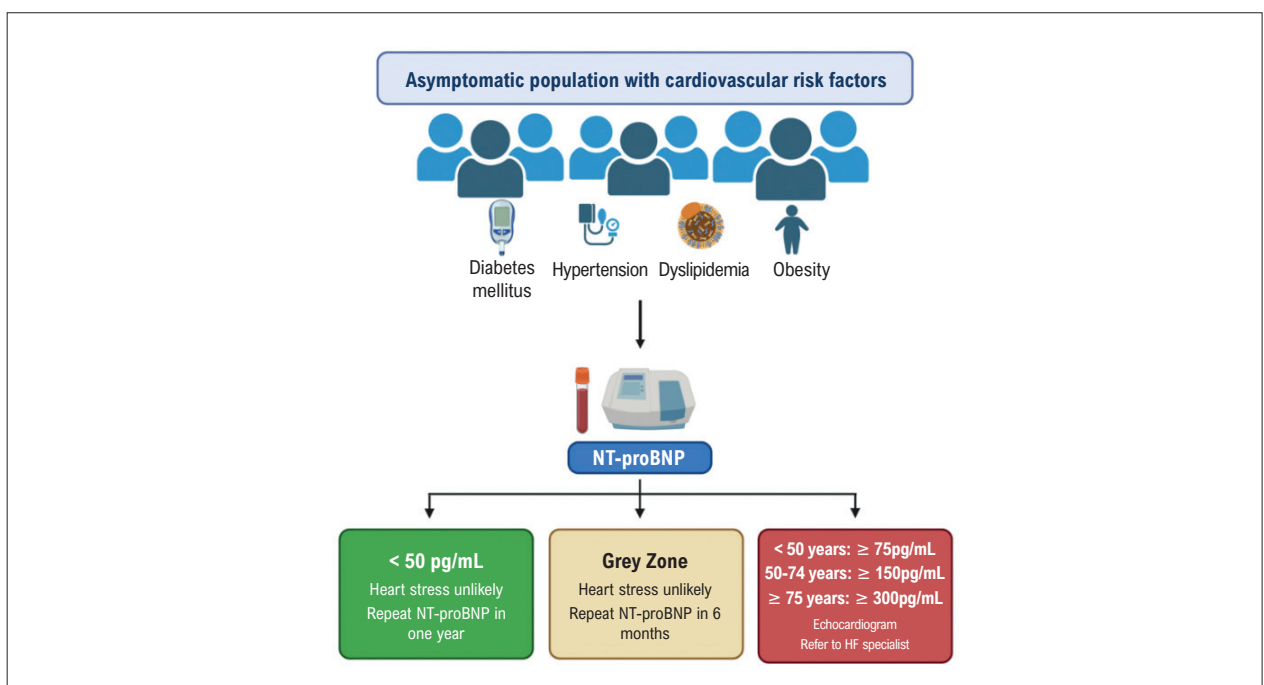 Asymptomatic population with cardiovascular risk factors
Diabetes
mellitus
Hypertension
Dyslipidemia
Obesity
NT-proBNP
< 50 pg/mL
Heart stress unlikely
Repeat NT-proBNP in
one year
Grey Zone
Heart stress unlikely
Repeat NT-proBNP in 6
months
< 50 years: ≥ 75pg/mL
50-74 years: ≥ 150pg/mL
≥ 75 years: ≥ 300pg/mL
Echocardiogram
Refer to HF specialist